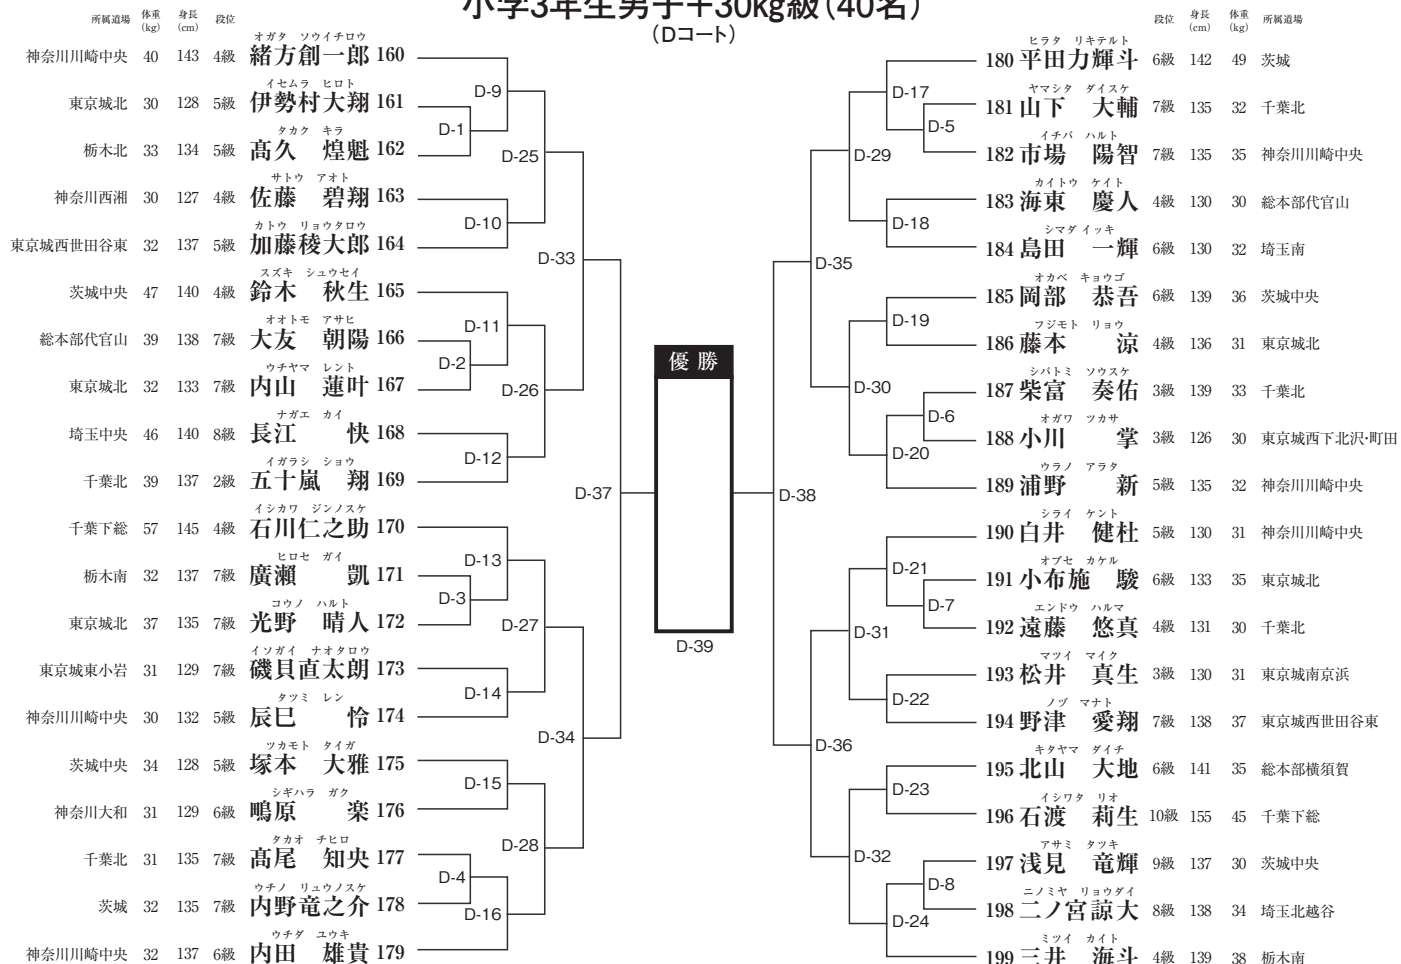 小学3年生男子+30kg級(40名)
(Dコート)
所属道場 体重(kg) 身長(cm) 段位
オガタ ソウイチロウ
神奈川川崎中央 40 143 4級 緒方創一郎 160
イセムラ ヒロト
東京城北 30 128 5級 伊勢村大翔 161
タカク キラ
栃木北 33 134 5級 髙久 煌魁 162
サトウ アオト
神奈川西湘 30 127 4級 佐藤 碧翔 163
カトウ リョウタロウ
東京城西世田谷東 32 137 5級 加藤稜太郎 164
スズキ シュウセイ
茨城中央 47 140 4級 鈴木 秋生 165
オオトモ アサヒ
総本部代官山 39 138 7級 大友 朝陽 166
ウチヤマ レント
東京城北 32 133 7級 内山 蓮叶 167
ナガエ カイ
埼玉中央 46 140 8級 長江 快 168
イガラシ ショウ
千葉北 39 137 2級 五十嵐 翔 169
イシカワ ジンノスケ
千葉下総 57 145 4級 石川仁之助 170
ヒロセ ガイ
栃木南 32 137 7級 廣瀬 凱 171
コウノ ハルト
東京城北 37 135 7級 光野 晴人 172
イソガイ ナオタロウ
東京城東小岩 31 129 7級 磯貝直太朗 173
タツミ レン
神奈川川崎中央 30 132 5級 辰巳 怜 174
ツカモト タイガ
茨城中央 34 128 5級 塚本 大雅 175
シギハラ ガク
神奈川大和 31 129 6級 鴫原 楽 176
タカオ チヒロ
千葉北 31 135 7級 髙尾 知央 177
ウチノ リュウノスケ
茨城 32 135 7級 内野竜之介 178
ウチダ ユウキ
神奈川川崎中央 32 137 6級 内田 雄貴 179
D-1
D-2
D-3
D-4
D-9
D-10
D-11
D-12
D-13
D-14
D-15
D-16
D-25
D-26
D-27
D-28
D-33
D-34
D-37
優勝
D-39
D-38
D-35
D-36
D-29
D-30
D-31
D-32
D-17
D-18
D-19
D-20
D-21
D-22
D-23
D-24
D-5
D-6
D-7
D-8
段位 身長(cm) 体重(kg) 所属道場
ヒラタ リキテルト
180 平田力輝斗 6級 142 49 茨城
ヤマシタ ダイスケ
181 山下 大輔 7級 135 32 千葉北
イチバ ハルト
182 市場 陽智 7級 135 35 神奈川川崎中央
カイトウ ケイト
183 海東 慶人 4級 130 30 総本部代官山
シマダ イッキ
184 島田 一輝 6級 130 32 埼玉南
オカベ キョウゴ
185 岡部 恭吾 6級 139 36 茨城中央
フジモト リョウ
186 藤本 涼 4級 136 31 東京城北
シバトミ ソウスケ
187 柴富 奏佑 3級 139 33 千葉北
オガワ ツカサ
188 小川 掌 3級 126 30 東京城西下北沢・町田
ウラノ アラタ
189 浦野 新 5級 135 32 神奈川川崎中央
シライ ケント
190 白井 健杜 5級 130 31 神奈川川崎中央
オブセ カケル
191 小布施 駿 6級 133 35 東京城北
エンドウ ハルマ
192 遠藤 悠真 4級 131 30 千葉北
マツイ マイク
193 松井 真生 3級 130 31 東京城南京浜
ノヅ マナト
194 野津 愛翔 7級 138 37 東京城西世田谷東
キタヤマ ダイチ
195 北山 大地 6級 141 35 総本部横須賀
イシワタ リオ
196 石渡 莉生 10級 155 45 千葉下総
アサミ タツキ
197 浅見 竜輝 9級 137 30 茨城中央
ニノミヤ リョウダイ
198 二ノ宮諒大 8級 138 34 埼玉北越谷
ミツイ カイト
199 三井 海斗 4級 139 38 栃木南